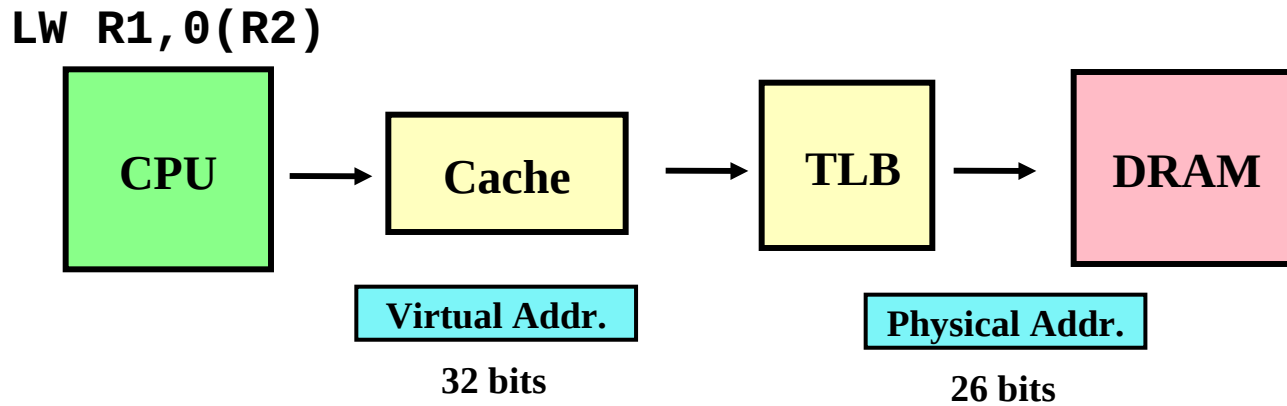 LW R1,0(R2)
CPU
Cache
TLB
DRAM
Virtual Addr.
Physical Addr.
32 bits
26 bits